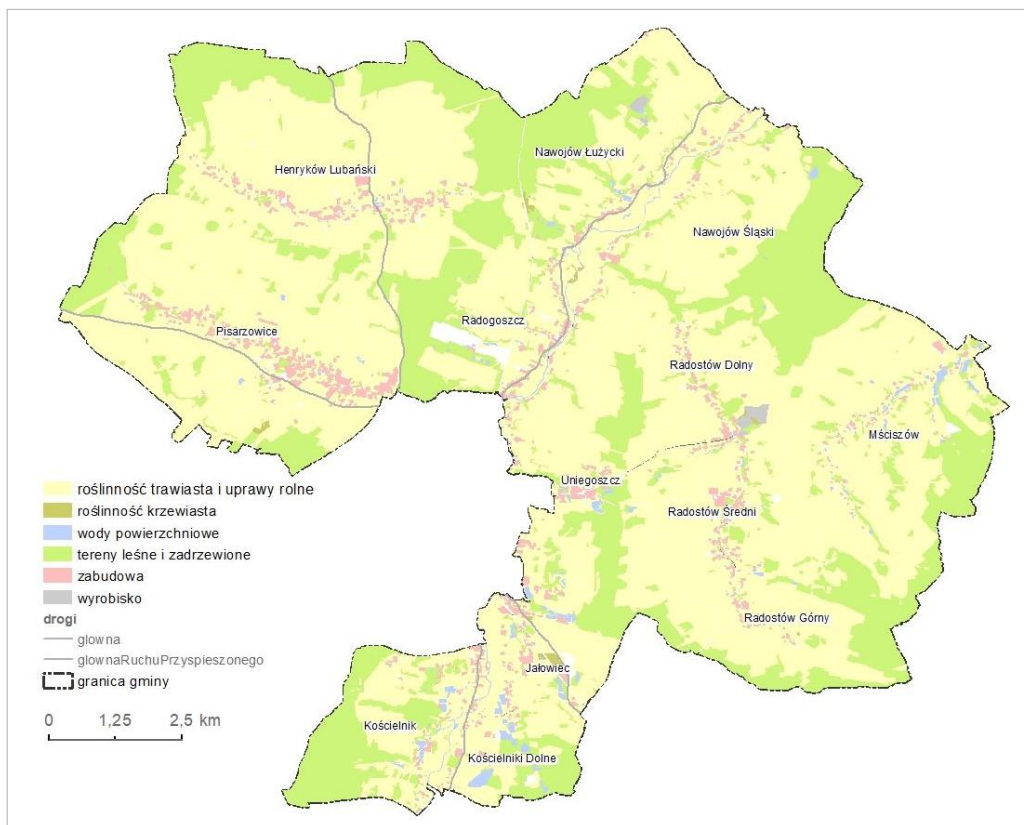 Nawojów Łużycki
Henryków Lubański
Nawojów Śląski
Radogoszcz
Pisarzowice
Radostów Dolny
Mściszów
Uniegoszcz
Radostów Średni
Radostów Górny
Jałowiec
Kościelnik
Kościelniki Dolne
roślinność trawiasta i uprawy rolne
roślinność krzewiasta
wody powierzchniowe
tereny leśne i zadrzewione
zabudowa
wyrobisko
drogi
glowna
glownaRuchuPrzyspieszonego
granica gminy
0 1,25 2,5 km